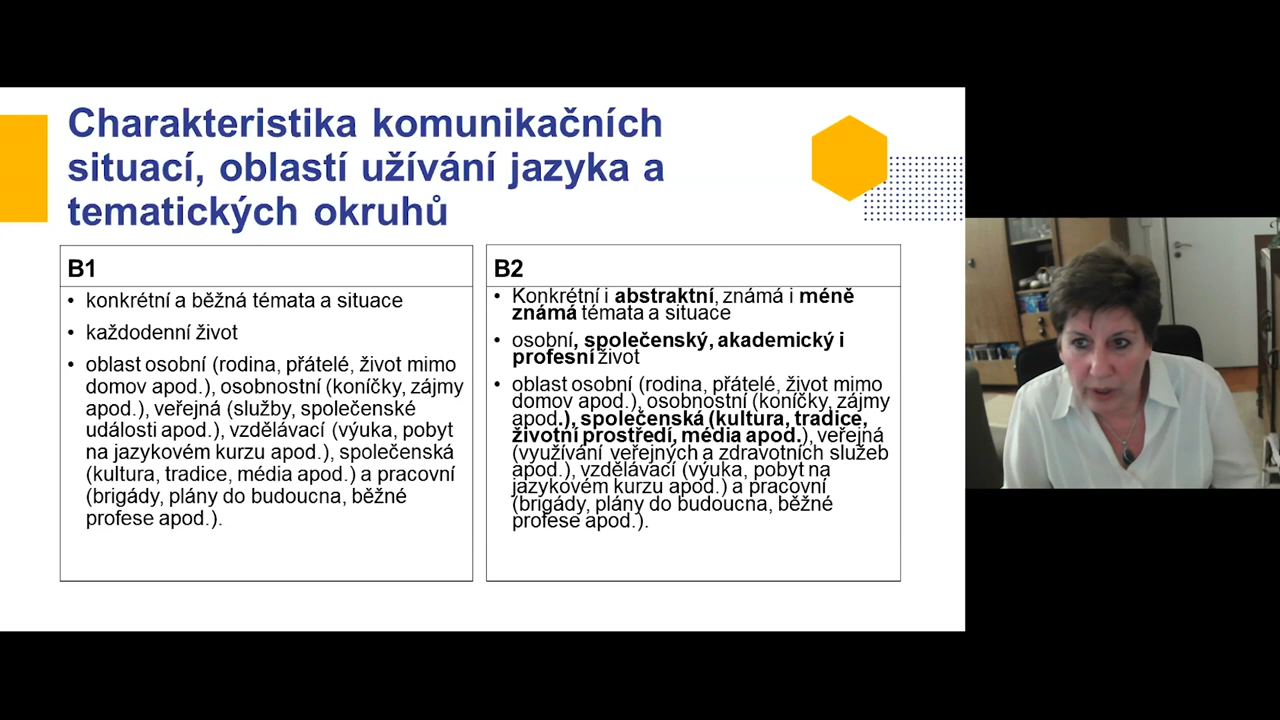 Charakteristika komunikačních
situací, oblastí užívání jazyka a
tematických okruhů
B1
• konkrétní a běžná témata a situace
• každodenní život
• oblast osobní (rodina, přátelé, život mimo
domov apod.), osobnostní (koníčky, zájmy
apod.), veřejná (služby, společenské
události apod.), vzdělávací (výuka, pobyt
na jazykovém kurzu apod.), společenská
(kultura, tradice, média apod.) a pracovní
(brigády, plány do budoucna, běžné
profese apod.).
B2
• Konkrétní i abstraktní, známá i méně
známá témata a situace
• osobní, společenský, akademický i
profesní život
• oblast osobní (rodina, přátelé, život mimo
domov apod.), osobnostní (koníčky, zájmy
apod.), společenská (kultura, tradice,
životní prostředí, média apod.), veřejná
(využívání veřejných a zdravotních služeb
apod.), vzdělávací (výuka, pobyt na
jazykovém kurzu apod.) a pracovní
(brigády, plány do budoucna, běžné
profese apod.).